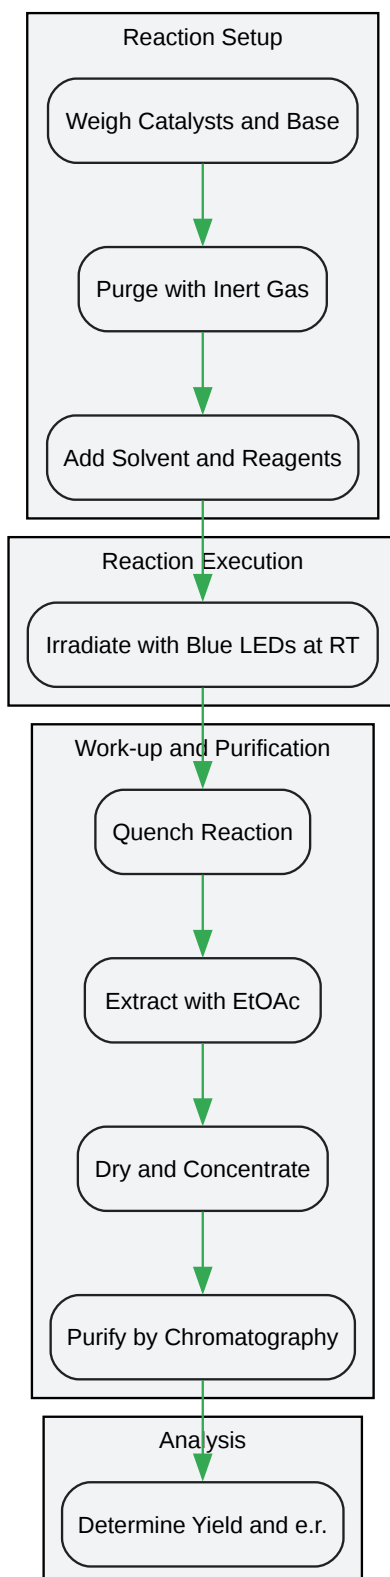 Reaction Setup
Weigh Catalysts and Base
Purge with Inert Gas
Add Solvent and Reagents
Reaction Execution
Irradiate with Blue LEDs at RT
Work-up and Purification
Quench Reaction
Extract with EtOAc
Dry and Concentrate
Purify by Chromatography
Analysis
Determine Yield and e.r.